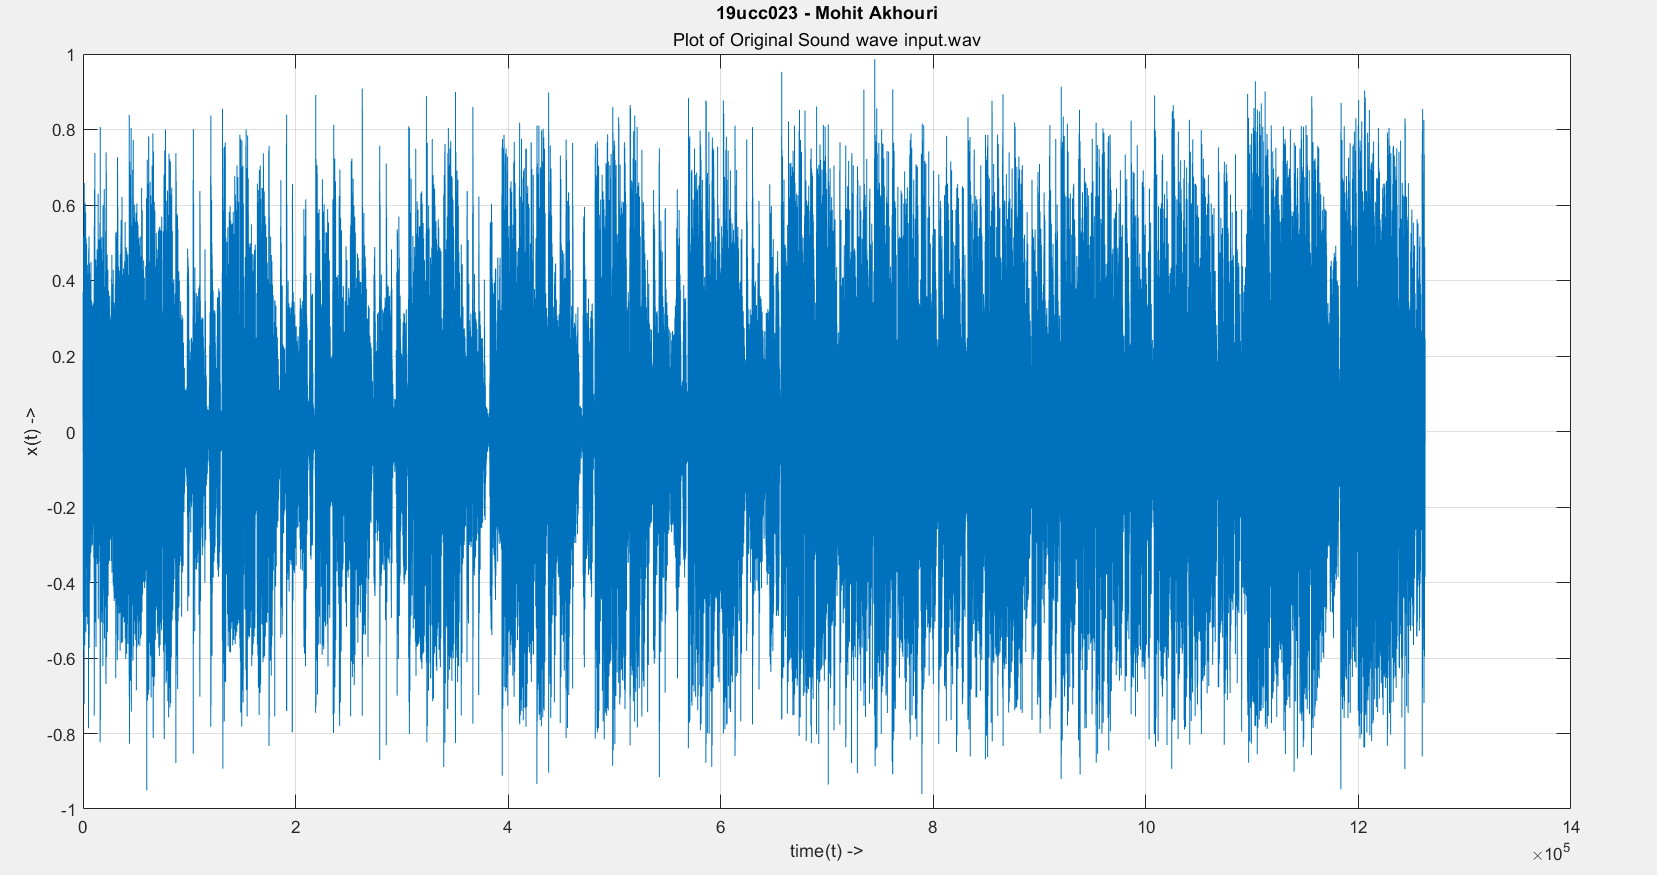 19ucc023 - Mohit Akhouri
Plot of Original Sound wave input.wav
1
0.8
0.6
0.4
0.2
0
-0.2
-0.4
-0.6
-0.8
-1
x(t) ->
0 2 4 6 8 10 12 14
time(t) ->
×10^5